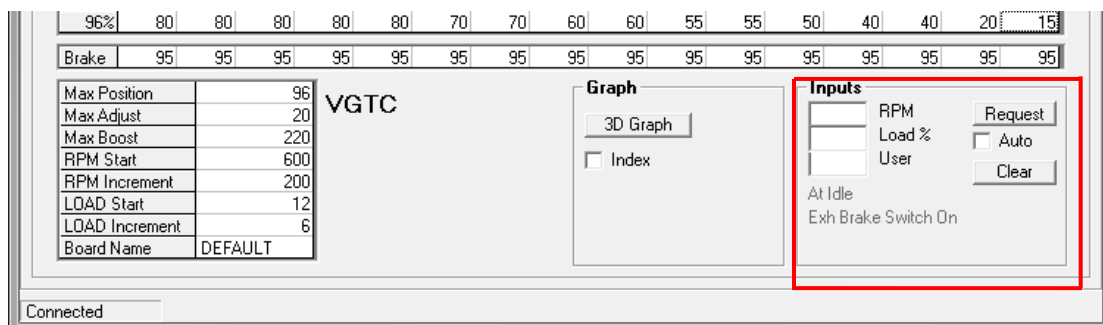 96% 80 80 80 80 80 70 70 60 60 55 55 50 40 40 20 15
Brake 95 95 95 95 95 95 95 95 95 95 95 95 95 95 95 95
Max Position 96
Max Adjust 20
Max Boost 220
RPM Start 600
RPM Increment 200
LOAD Start 12
LOAD Increment 6
Board Name DEFAULT
VGTC
Graph
3D Graph
Index
Inputs
RPM Request
Load % Auto
User Clear
At Idle
Exh Brake Switch On
Connected